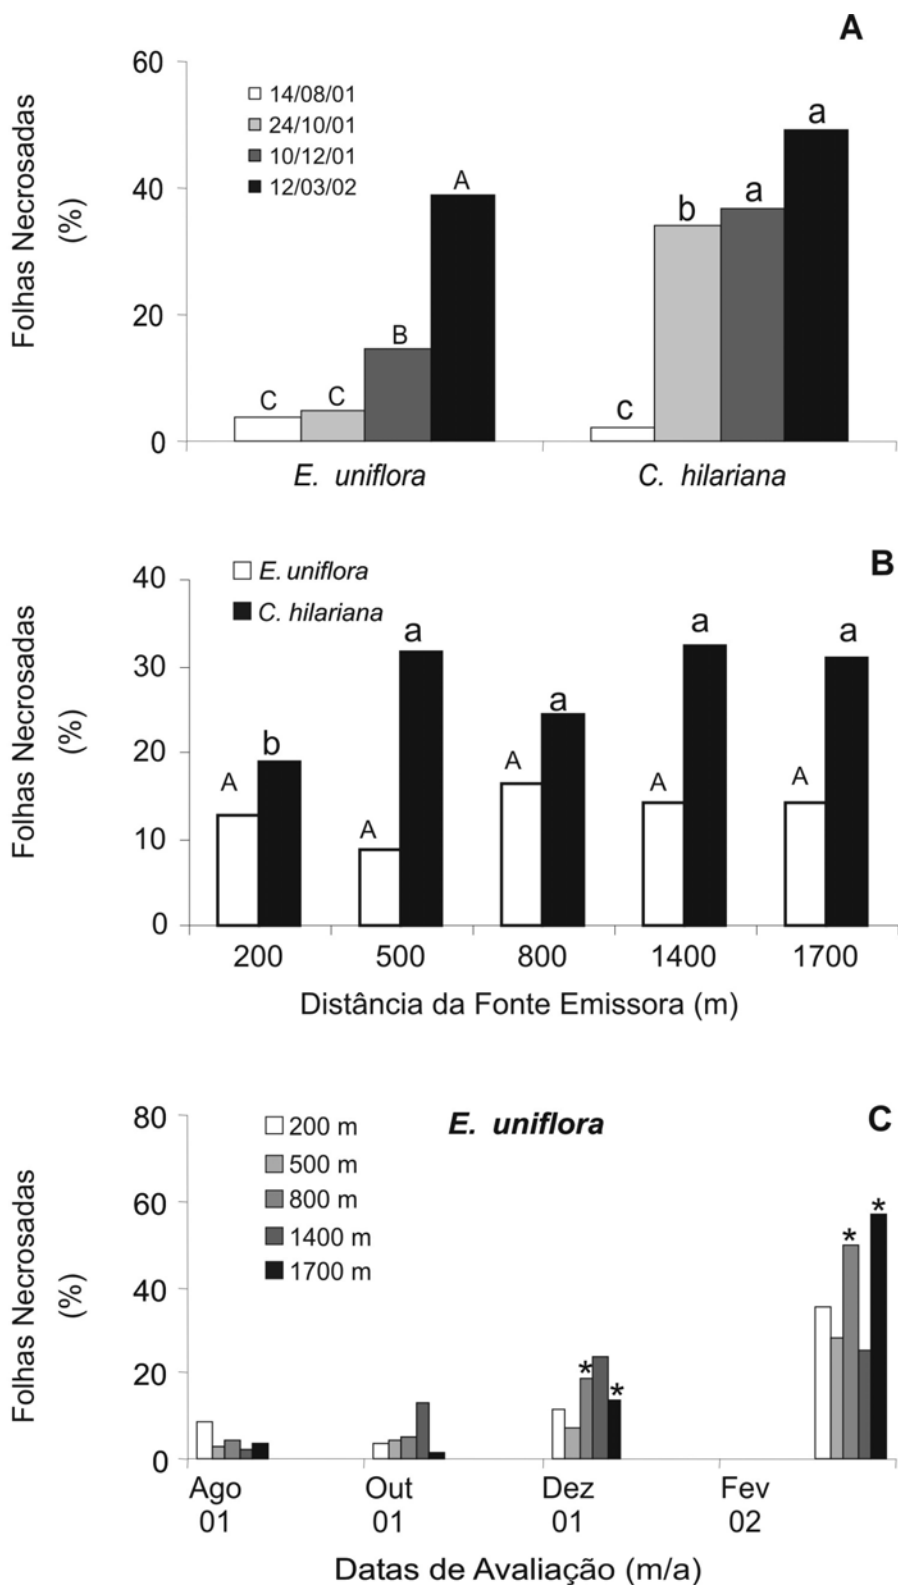 A
60
40
20
0
Folhas Necrosadas
(%)
14/08/01
24/10/01
10/12/01
12/03/02
C
C
B
A
c
b
a
a
E. uniflora
C. hilariana
B
40
30
20
10
0
Folhas Necrosadas
(%)
E. uniflora
C. hilariana
A
b
A
a
A
a
A
a
A
a
200
500
800
1400
1700
Distância da Fonte Emissora (m)
C
E. uniflora
80
60
40
20
0
Folhas Necrosadas
(%)
200 m
500 m
800 m
1400 m
1700 m
*
*
*
*
Ago
01
Out
01
Dez
01
Fev
02
Datas de Avaliação (m/a)